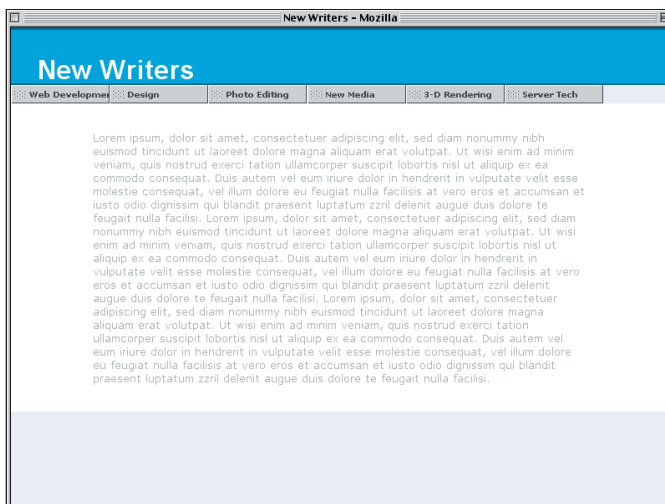 New Writers - Mozilla
New Writers
Web Developmen Design Photo Editing New Media 3-D Rendering Server Tech
Lorem ipsum, dolor sit amet, consectetuer adipiscing elit, sed diam nonummy nibh
euismod tincidunt ut laoreet dolore magna aliquam erat volutpat. Ut wisi enim ad minim
veniam, quis nostrud exerci tation ullamcorper suscipit lobortis nisl ut aliquip ex ea
commodo consequat. Duis autem vel eum iriure dolor in hendrerit in vulputate velit esse
molestie consequat, vel illum dolore eu feugiat nulla facilisis at vero eros et accumsan et
iusto odio dignissim qui blandit praesent luptatum zzril delenit augue duis dolore te
feugait nulla facilisi. Lorem ipsum, dolor sit amet, consectetuer adipiscing elit, sed diam
nonummy nibh euismod tincidunt ut laoreet dolore magna aliquam erat volutpat. Ut wisi
enim ad minim veniam, quis nostrud exerci tation ullamcorper suscipit lobortis nisl ut
aliquip ex ea commodo consequat. Duis autem vel eum iriure dolor in hendrerit in
vulputate velit esse molestie consequat, vel illum dolore eu feugiat nulla facilisis at vero
eros et accumsan et iusto odio dignissim qui blandit praesent luptatum zzril delenit
augue duis dolore te feugait nulla facilisi. Lorem ipsum, dolor sit amet, consectetuer
adipiscing elit, sed diam nonummy nibh euismod tincidunt ut laoreet dolore magna
aliquam erat volutpat. Ut wisi enim ad minim veniam, quis nostrud exerci tation
ullamcorper suscipit lobortis nisl ut aliquip ex ea commodo consequat. Duis autem vel
eum iriure dolor in hendrerit in vulputate velit esse molestie consequat, vel illum dolore
eu feugiat nulla facilisis at vero eros et accumsan et iusto odio dignissim qui blandit
praesent luptatum zzril delenit augue duis dolore te feugait nulla facilisi.